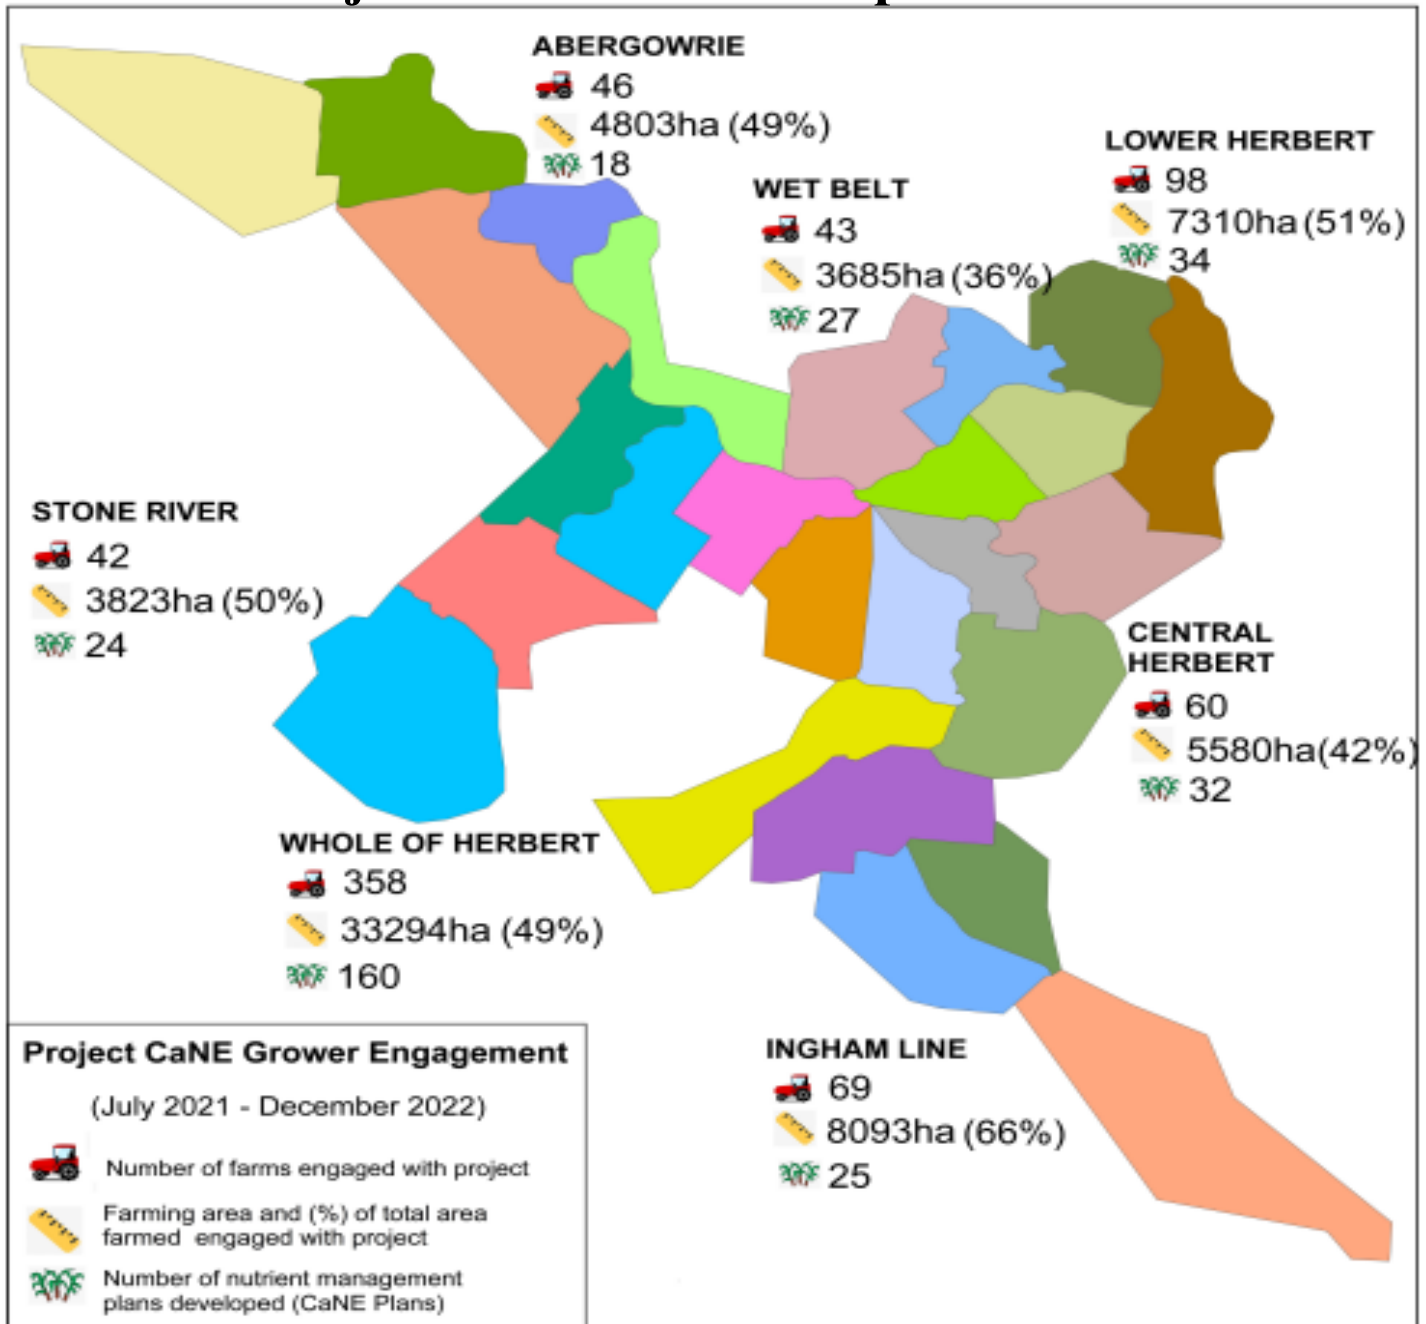 ABERGOWRIE
46
4803ha (49%)
18
WET BELT
43
3685ha (36%)
27
LOWER HERBERT
98
7310ha (51%)
34
STONE RIVER
42
3823ha (50%)
24
CENTRAL
HERBERT
60
5580ha(42%)
32
WHOLE OF HERBERT
358
33294ha (49%)
160
INGHAM LINE
69
8093ha (66%)
25
Project CaNE Grower Engagement
(July 2021 - December 2022)
Number of farms engaged with project
Farming area and (%) of total area
farmed engaged with project
Number of nutrient management
plans developed (CaNE Plans)